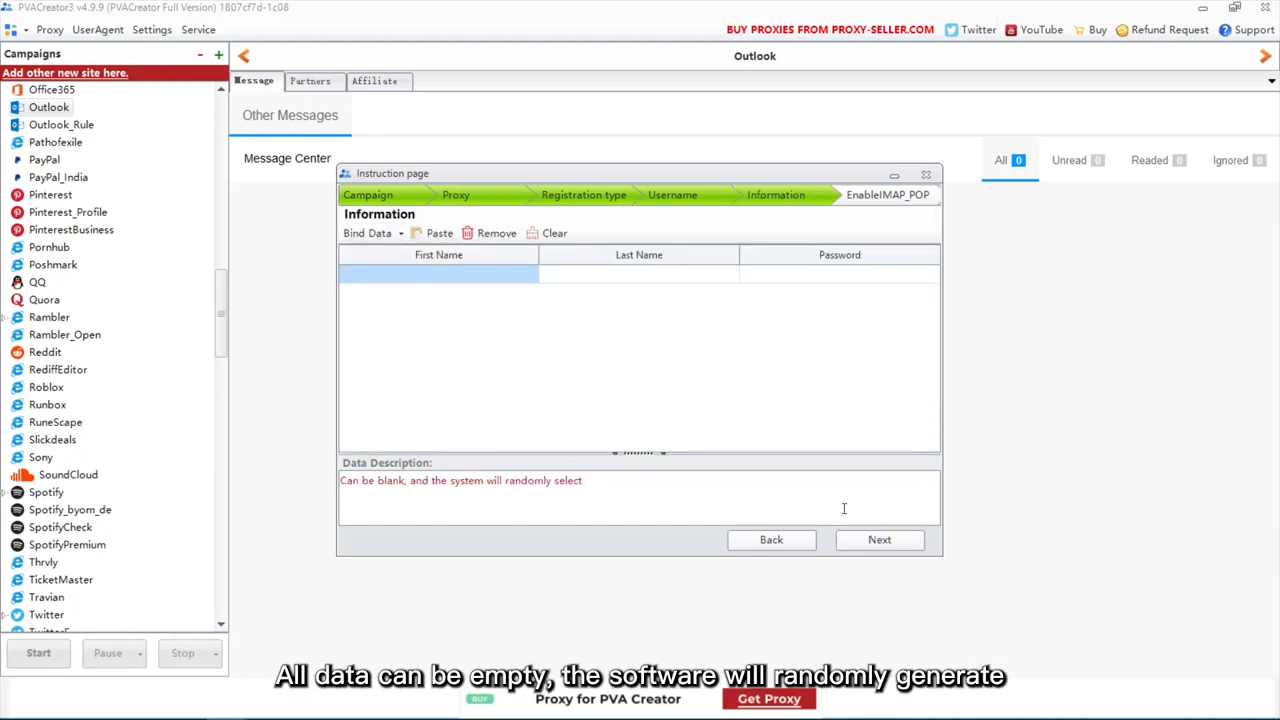 PVACreator3 v4.9.9 (PVACreator Full Version) 1807cf7d-1c08
Proxy UserAgent Settings Service
BUY PROXIES FROM PROXY-SELLER.COM Twitter YouTube Buy Refund Request Support
Campaigns - +
Outlook
Add other new site here.
Message Partners Affiliate
Office365
Outlook
Outlook_Rule
Pathofexile
PayPal
PayPal_India
Pinterest
Pinterest_Profile
PinterestBusiness
Pornhub
Poshmark
QQ
Quora
Rambler
Rambler_Open
Reddit
RediffEditor
Roblox
Runbox
RuneScape
Slickdeals
Sony
SoundCloud
Spotify
Spotify_byom_de
SpotifyCheck
SpotifyPremium
Thrvly
TicketMaster
Travian
Twitter
Other Messages
Message Center
All 0 Unread 0 Readed 0 Ignored 0
Instruction page
Campaign Proxy Registration type Username Information EnableIMAP_POP
Information
Bind Data Paste Remove Clear
First Name Last Name Password
Data Description:
Can be blank, and the system will randomly select
Back Next
Start Pause Stop
All data can be empty, the software will randomly generate
BUY Proxy for PVA Creator Get Proxy